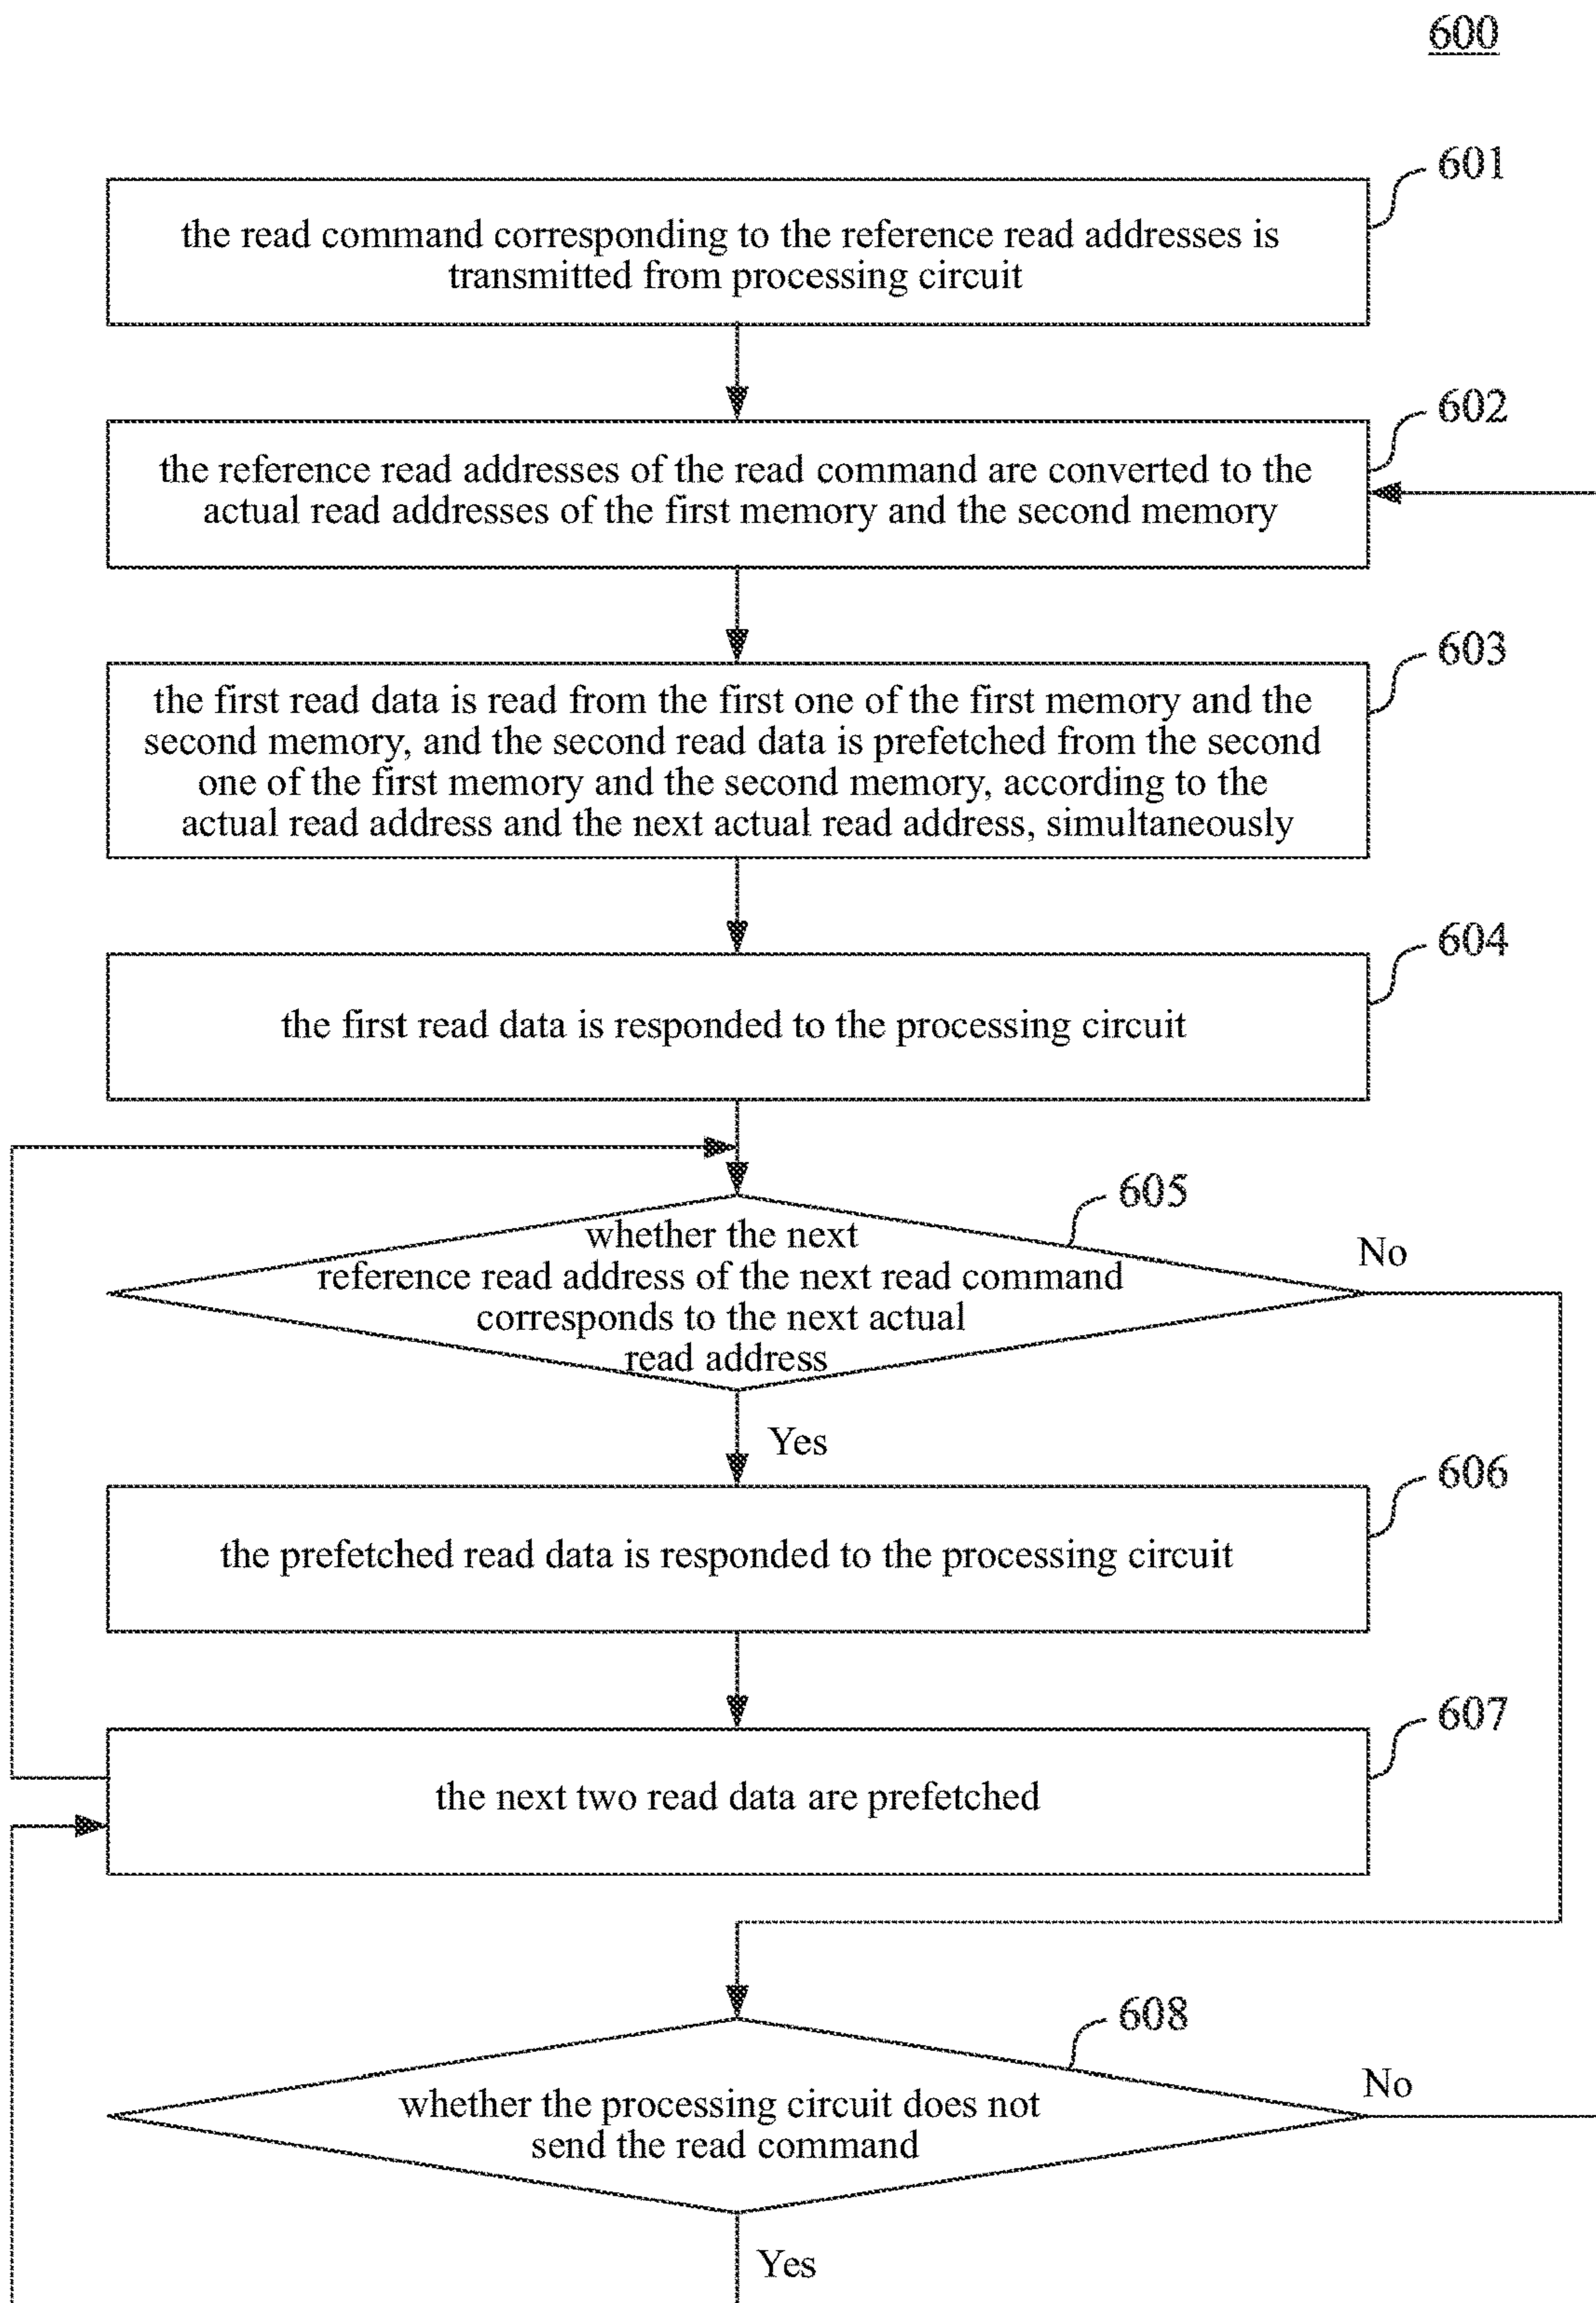 600
601
the read command corresponding to the reference read addresses is
transmitted from processing circuit
602
the reference read addresses of the read command are converted to the
actual read addresses of the first memory and the second memory
603
the first read data is read from the first one of the first memory and the
second memory, and the second read data is prefetched from the second
one of the first memory and the second memory, according to the
actual read address and the next actual read address, simultaneously
604
the first read data is responded to the processing circuit
605
whether the next
reference read address of the next read command
corresponds to the next actual
read address
No
Yes
606
the prefetched read data is responded to the processing circuit
607
the next two read data are prefetched
608
whether the processing circuit does not
send the read command
No
Yes